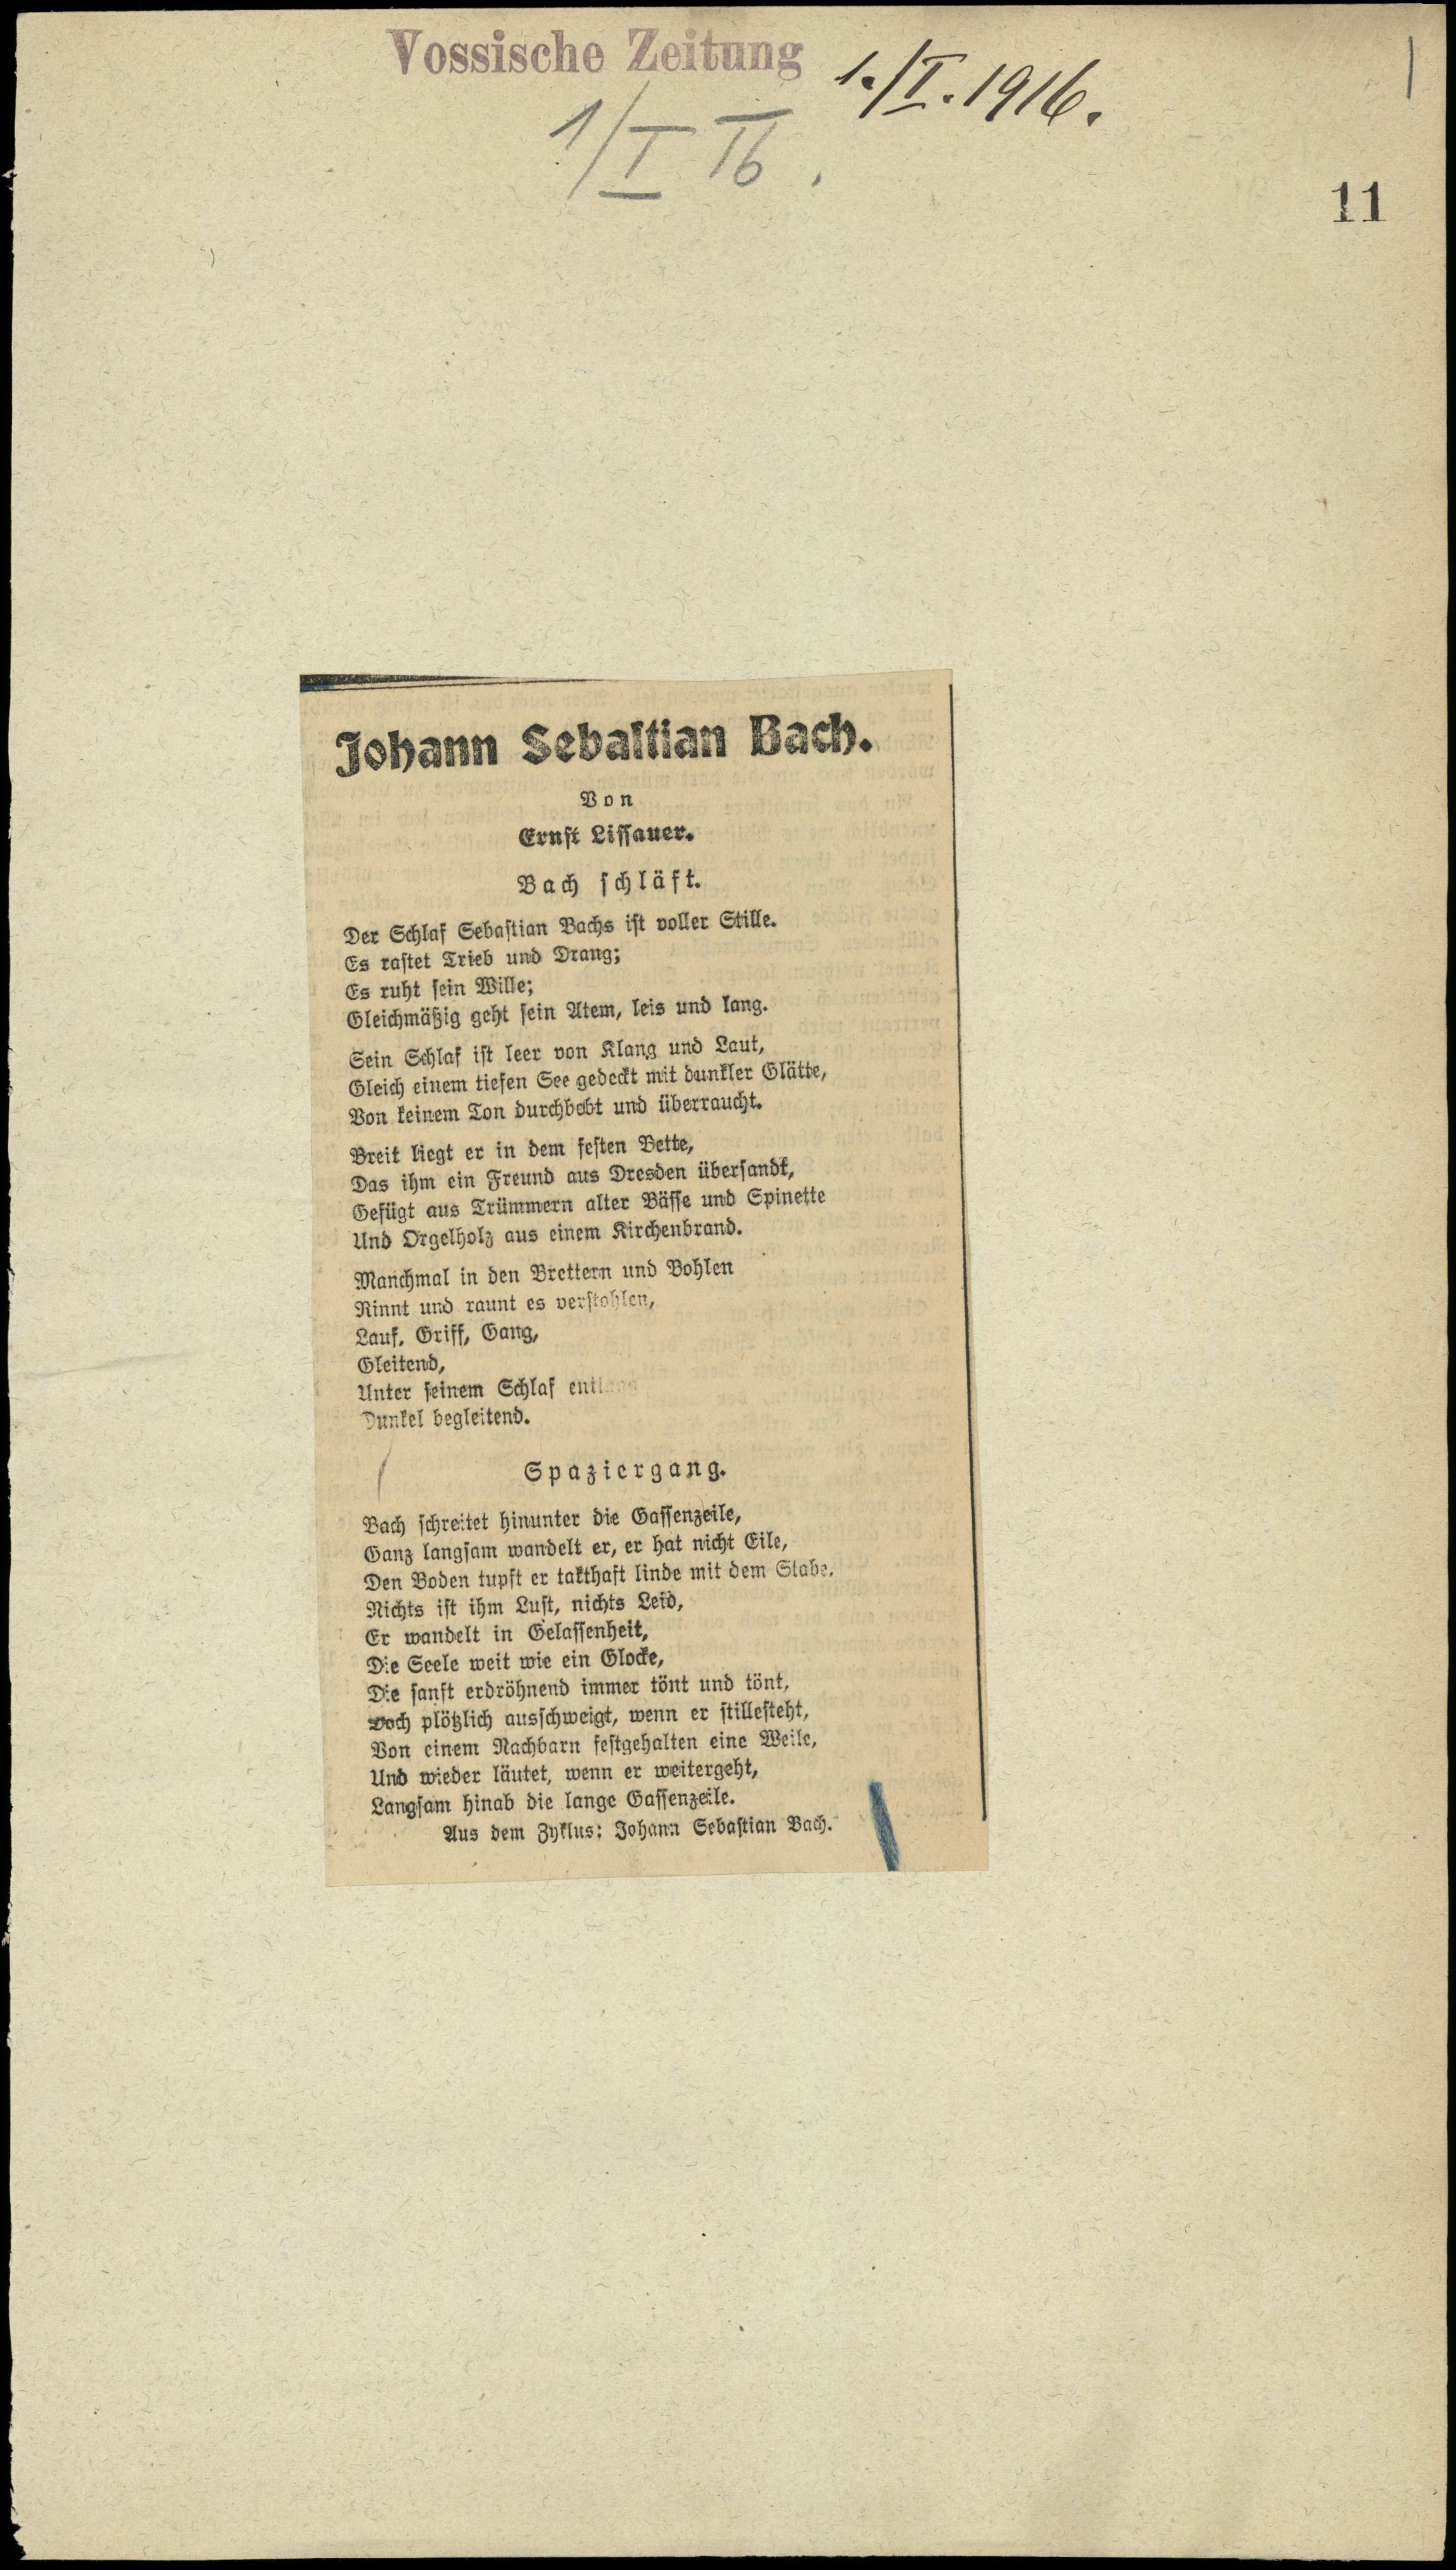 Vossische Zeitung
1./I. 1916.
1/I 16.
11
Johann Sebastian Bach.
Von
Ernst Lissauer.
Bach schläft.
Der Schlaf Sebastian Bachs ist voller Stille.
Es rastet Trieb und Drang;
Es ruht sein Wille;
Gleichmäßig geht sein Atem, leis und lang.
Sein Schlaf ist leer von Klang und Laut,
Gleich einem tiefen See gedeckt mit dunkler Glätte,
Von keinem Ton durchbebt und überraucht.
Breit liegt er in dem festen Bette,
Das ihm ein Freund aus Dresden übersandt,
Gefügt aus Trümmern alter Bässe und Spinette
Und Orgelholz aus einem Kirchenbrand.
Manchmal in den Brettern und Bohlen
Rinnt und raunt es verstohlen,
Lauf, Griff, Gang,
Gleitend,
Unter seinem Schlaf entlang
Dunkel begleitend.
Spaziergang.
Bach schreitet hinunter die Gassenzeile,
Ganz langsam wandelt er, er hat nicht Eile,
Den Boden tupft er takthaft linde mit dem Stabe.
Nichts ist ihm Lust, nichts Leid,
Er wandelt in Gelassenheit,
Die Seele weit wie ein Glocke,
Die sanft erdröhnend immer tönt und tönt,
Doch plötzlich ausschweigt, wenn er stillesteht,
Von einem Nachbarn festgehalten eine Weile,
Und wieder läutet, wenn er weitergeht,
Langsam hinab die lange Gassenzeile.
Aus dem Zyklus: Johann Sebastian Bach.